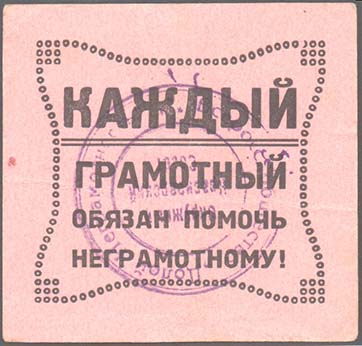 КАЖДЫЙ
ГРАМОТНЫЙ
ОБЯЗАН ПОМОЧЬ
НЕГРАМОТНОМУ!